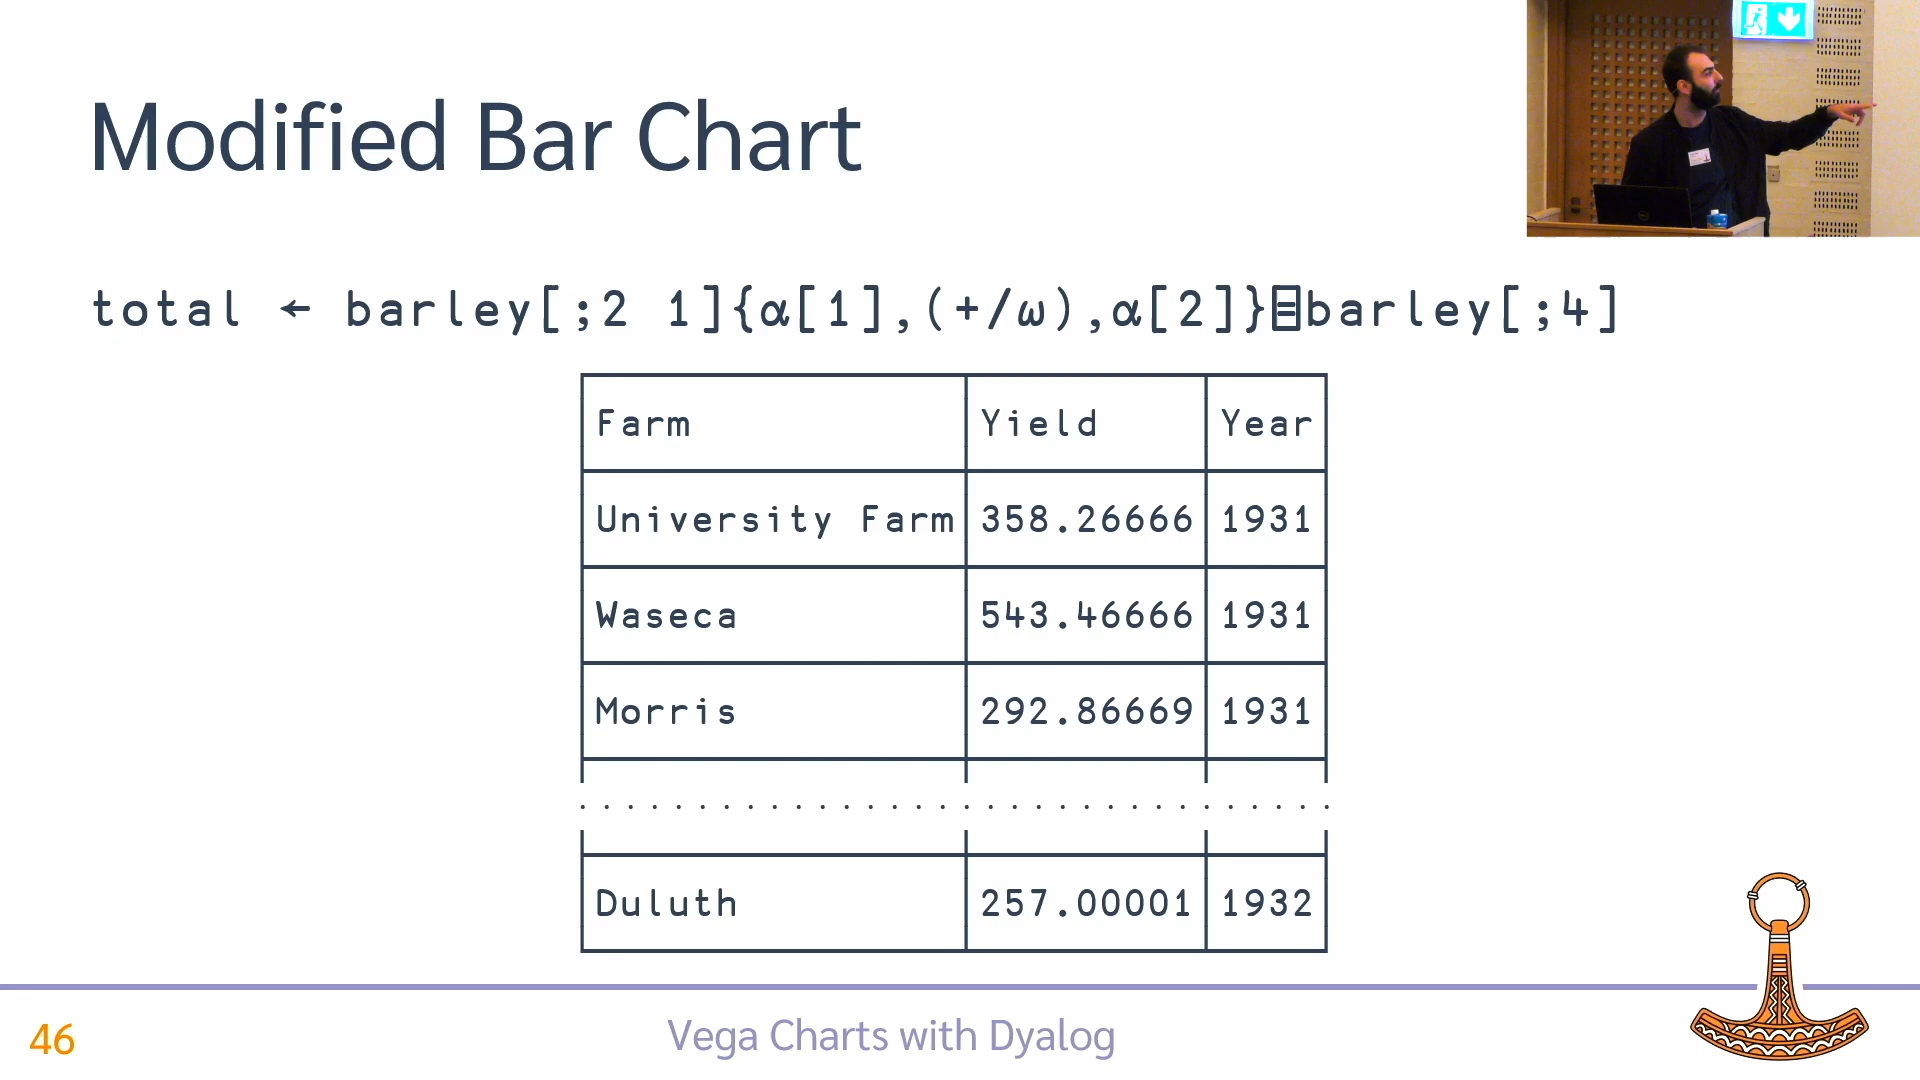 Modified Bar Chart
total ← barley[;2 1]{⍺[1],(+/⍵),⍺[2]}⌸barley[;4]
Farm Yield Year
University Farm 358.26666 1931
Waseca 543.46666 1931
Morris 292.86669 1931
Duluth 257.00001 1932
46 Vega Charts with Dyalog